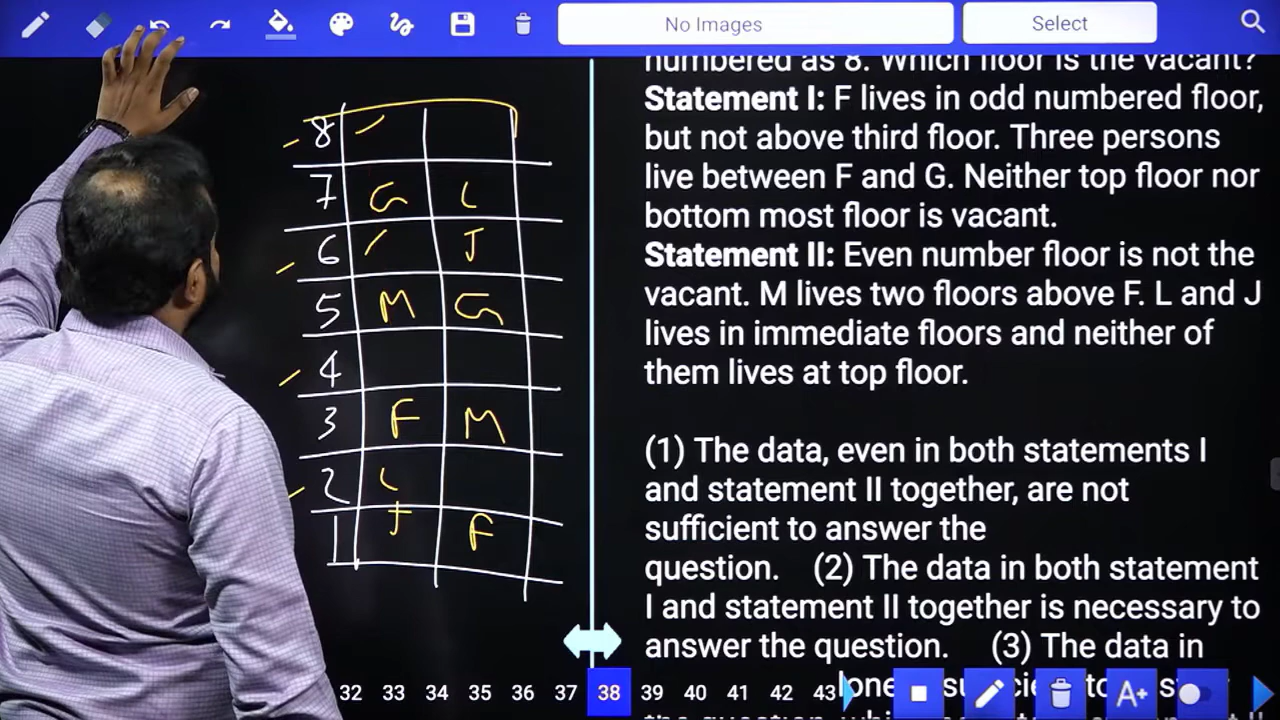 No Images
Select
numbered as 8. Which floor is the vacant?
Statement I: F lives in odd numbered floor,
but not above third floor. Three persons
live between F and G. Neither top floor nor
bottom most floor is vacant.
Statement II: Even number floor is not the
vacant. M lives two floors above F. L and J
lives in immediate floors and neither of
them lives at top floor.
(1) The data, even in both statements I
and statement II together, are not
sufficient to answer the
question. (2) The data in both statement
I and statement II together is necessary to
answer the question. (3) The data in
8
7 G L
6 J
5 M G
4
3 F M
2 L
1 J F
32 33 34 35 36 37 38 39 40 41 42 43
A+